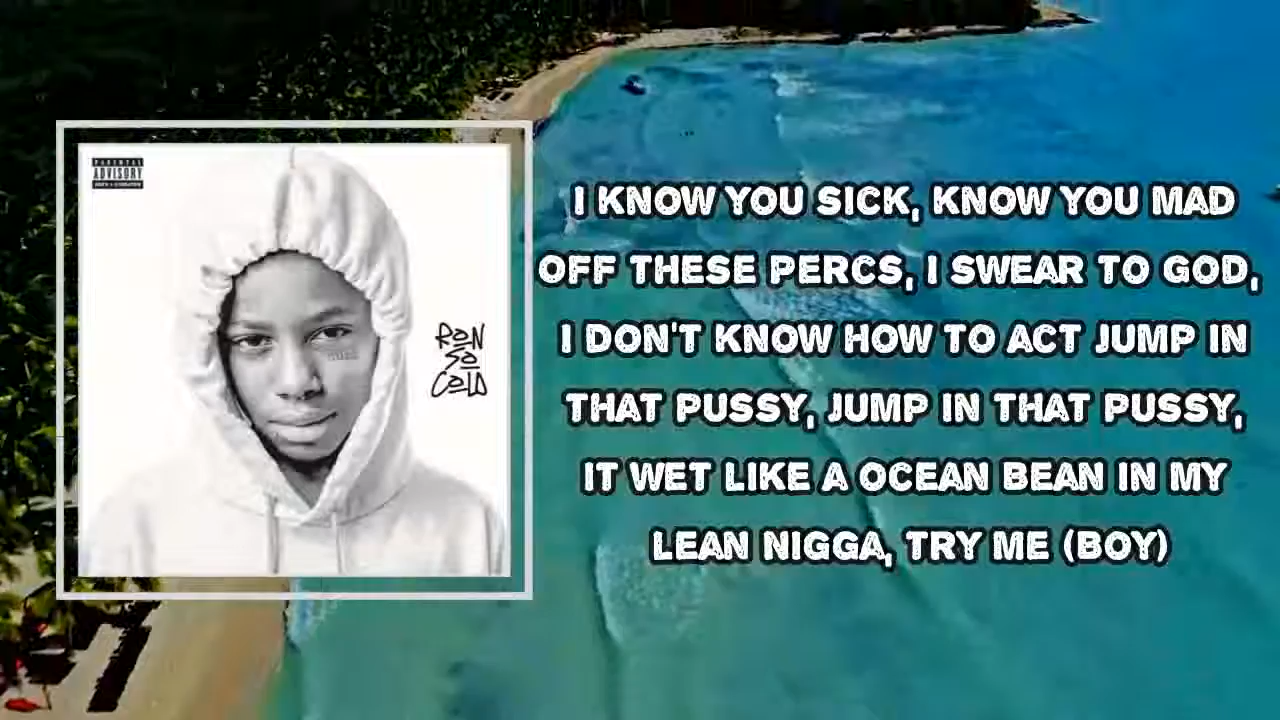 PARENTAL
ADVISORY
RON
SO
COLD
I KNOW YOU SICK, KNOW YOU MAD
OFF THESE PERCS, I SWEAR TO GOD,
I DON'T KNOW HOW TO ACT JUMP IN
THAT PUSSY, JUMP IN THAT PUSSY,
IT WET LIKE A OCEAN BEAN IN MY
LEAN NIGGA, TRY ME (BOY)